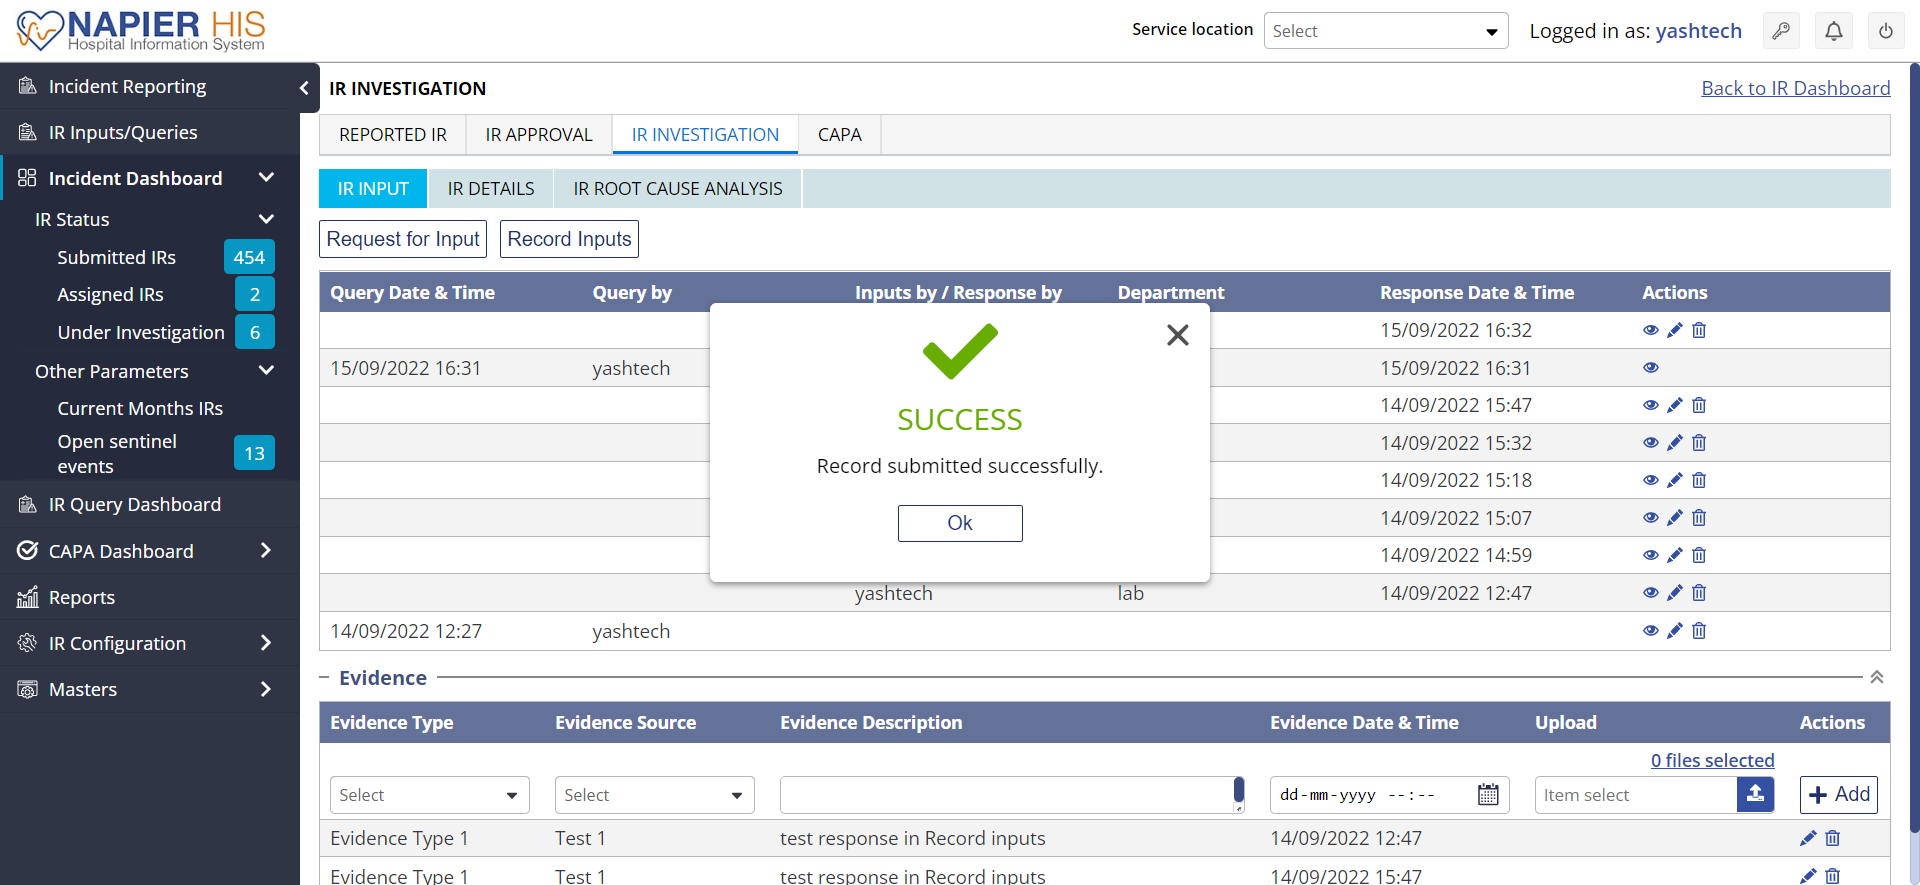 NAPIER HIS
Hospital Information System
Service location
Select
Logged in as: yashtech
Incident Reporting
IR Inputs/Queries
Incident Dashboard
IR Status
Submitted IRs 454
Assigned IRs 2
Under Investigation 6
Other Parameters
Current Months IRs
Open sentinel
events
13
IR Query Dashboard
CAPA Dashboard
Reports
IR Configuration
Masters
IR INVESTIGATION
Back to IR Dashboard
REPORTED IR IR APPROVAL IR INVESTIGATION CAPA
IR INPUT IR DETAILS IR ROOT CAUSE ANALYSIS
Request for Input Record Inputs
Query Date & Time Query by Inputs by / Response by Department Response Date & Time Actions
15/09/2022 16:32
15/09/2022 16:31 yashtech 15/09/2022 16:31
14/09/2022 15:47
14/09/2022 15:32
14/09/2022 15:18
14/09/2022 15:07
14/09/2022 14:59
yashtech lab 14/09/2022 12:47
14/09/2022 12:27 yashtech
SUCCESS
Record submitted successfully.
Ok
Evidence
Evidence Type Evidence Source Evidence Description Evidence Date & Time Upload Actions
0 files selected
Select Select dd-mm-yyyy --:-- Item select Add
Evidence Type 1 Test 1 test response in Record inputs 14/09/2022 12:47
Evidence Type 1 Test 1 test response in Record inputs 14/09/2022 15:47